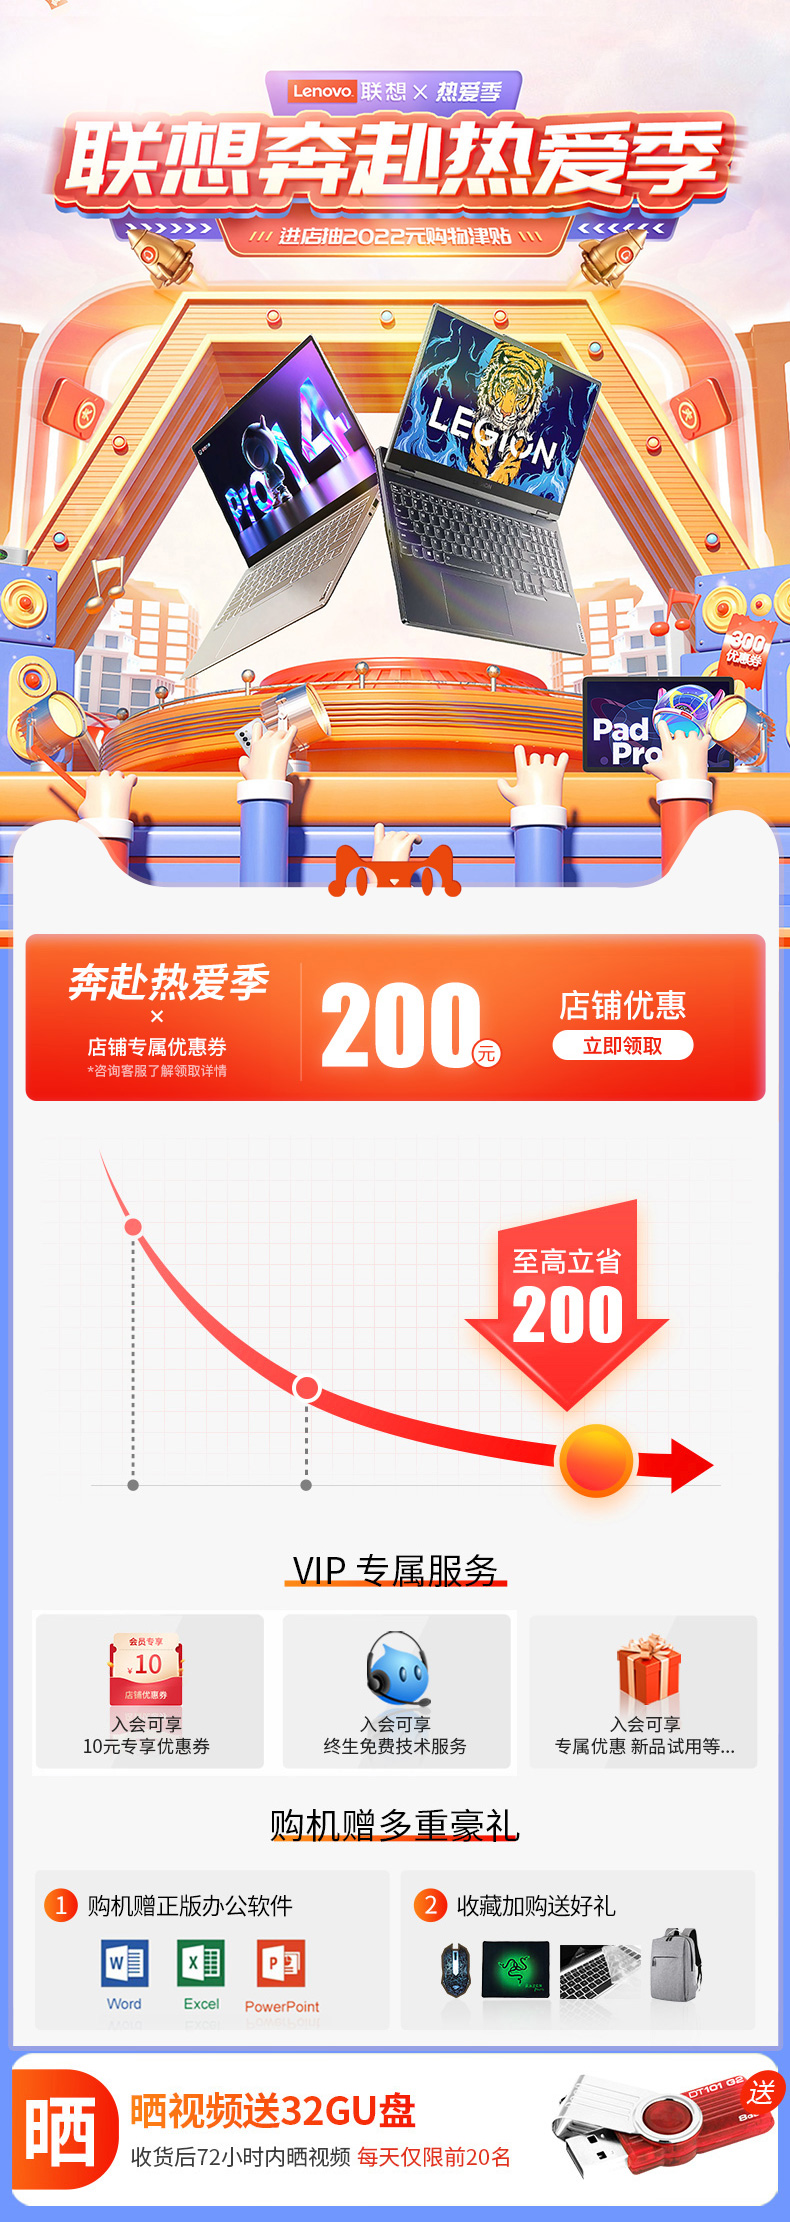 Lenovo 联想 × 热爱季
联想奔赴热爱季
进店抽2022元购物津贴
Pro14
LEGION
300
优惠券
Pad
Pro
奔赴热爱季
×
店铺专属优惠券
*咨询客服了解领取详情
200元
店铺优惠
立即领取
至高立省
200
VIP 专属服务
会员专享
¥10
店铺优惠券
入会可享
10元专享优惠券
入会可享
终生免费技术服务
入会可享
专属优惠 新品试用等...
购机赠多重豪礼
1 购机赠正版办公软件
W
X
P
Word
Excel
PowerPoint
2 收藏加购送好礼
RAZER
晒
晒视频送32GU盘
收货后72小时内晒视频 每天仅限前20名
DT101 G2
送